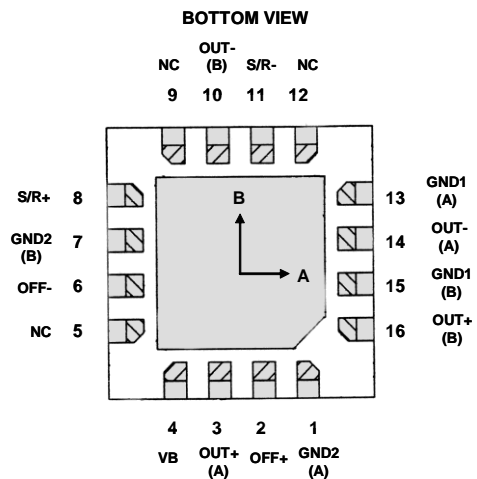 BOTTOM VIEW
OUT-
NC (B) S/R- NC
9 10 11 12
S/R+ 8
13 GND1
(A)
GND2
(B) 7
14 OUT-
(A)
OFF- 6
15 GND1
(B)
NC 5
16 OUT+
(B)
B
A
4 3 2 1
VB OUT+ OFF+ GND2
(A) (A)